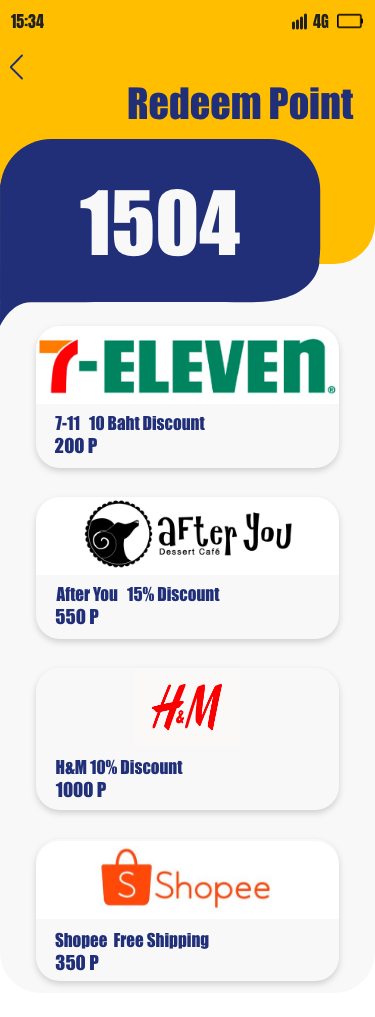 15:34 4G
Redeem Point
1504
7-ELEVEN®
7-11 10 Baht Discount
200 P
after you
Dessert Café
After You 15% Discount
550 P
H&M
H&M 10% Discount
1000 P
S Shopee
Shopee Free Shipping
350 P